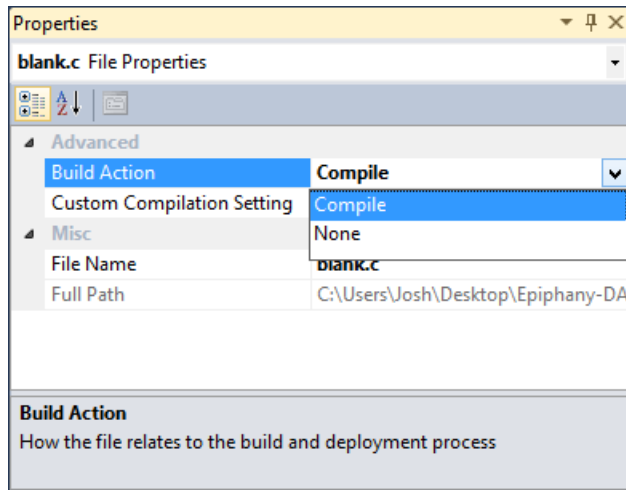 Properties
blank.c File Properties
Advanced
Build Action Compile
Custom Compilation Setting Compile
Misc None
File Name blank.c
Full Path C:\Users\Josh\Desktop\Epiphany-DA
Build Action
How the file relates to the build and deployment process